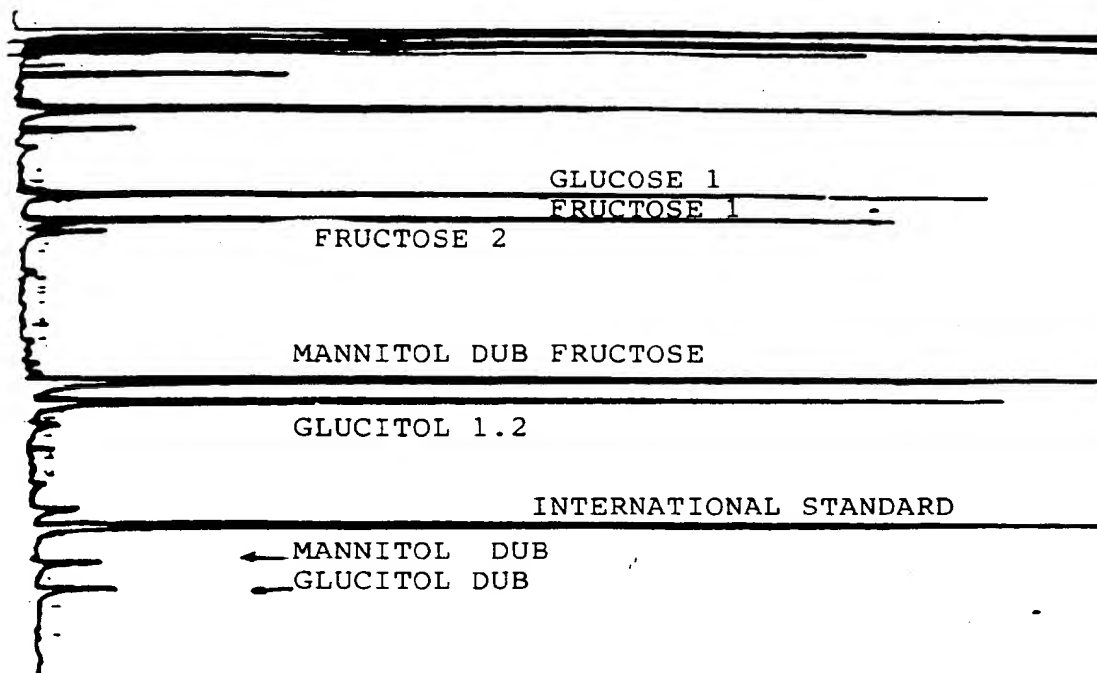 GLUCOSE 1
FRUCTOSE 1
FRUCTOSE 2
MANNITOL DUB FRUCTOSE
GLUCITOL 1.2
INTERNATIONAL STANDARD
MANNITOL DUB
GLUCITOL DUB